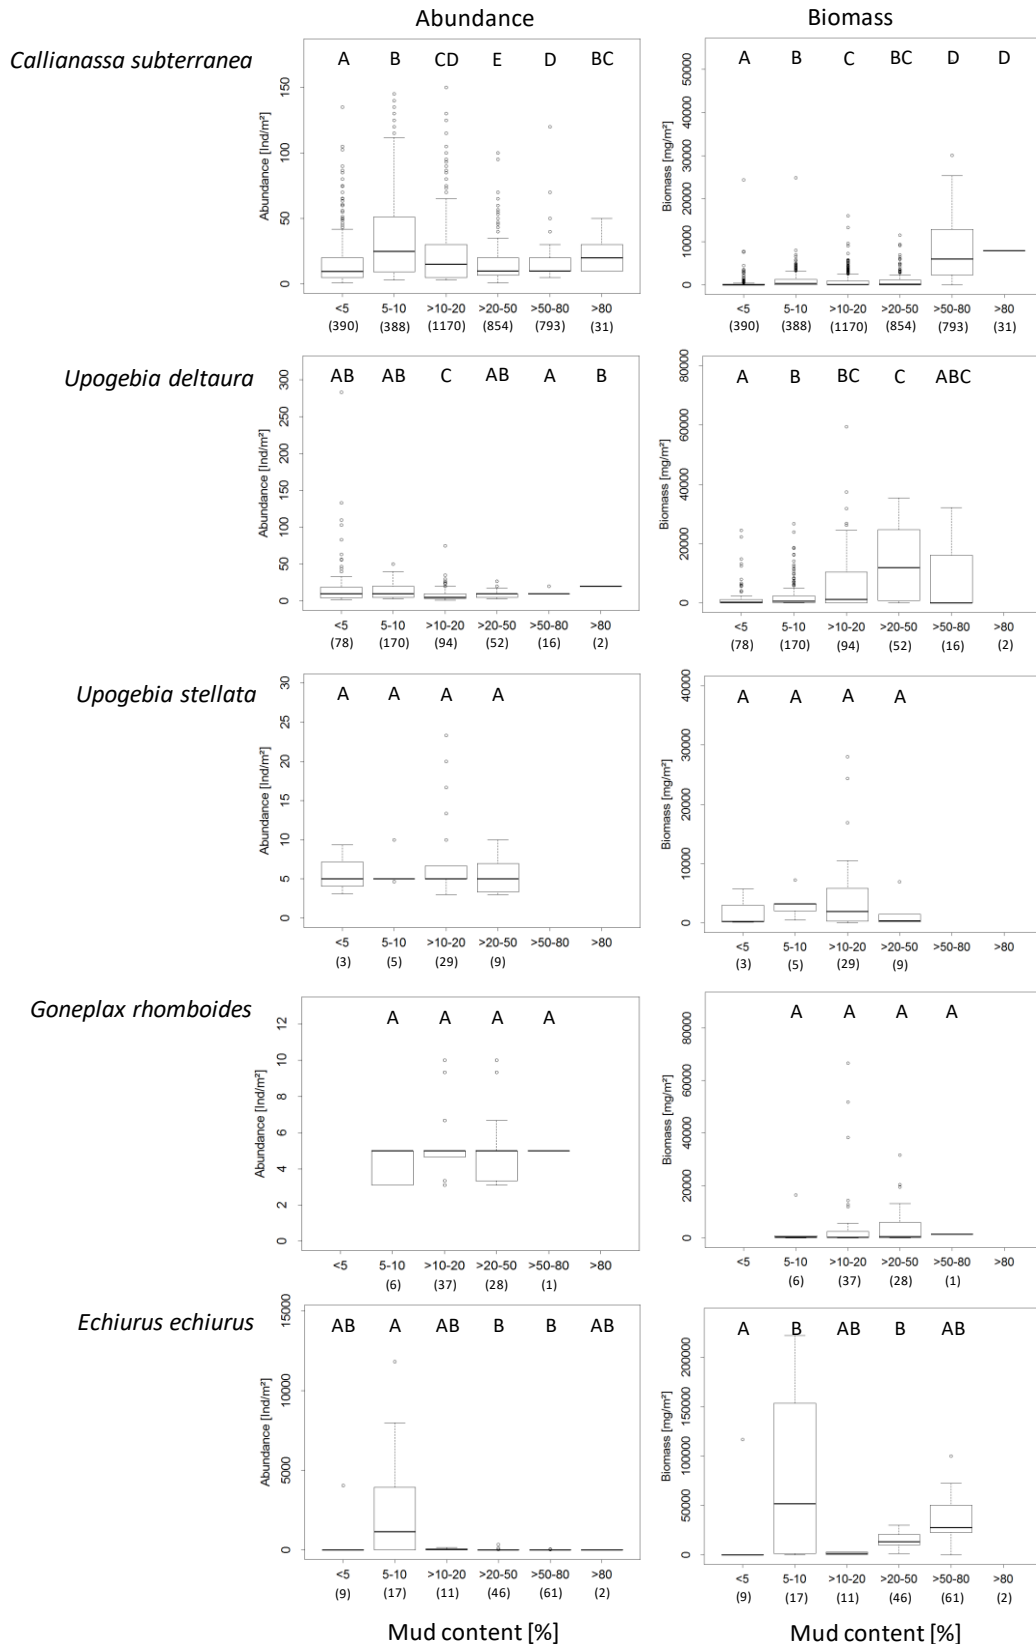 Abundance Biomass
Callianassa subterranea
A B CD E D BC
Abundance [Ind/m²]
0 50 100 150
<5 5-10 >10-20 >20-50 >50-80 >80
(390) (388) (1170) (854) (793) (31)
A B C BC D D
Biomass [mg/m²]
0 10000 20000 30000 40000 50000
<5 5-10 >10-20 >20-50 >50-80 >80
(390) (388) (1170) (854) (793) (31)
Upogebia deltaura
AB AB C AB A B
Abundance [Ind/m²]
0 50 100 150 200 250 300
<5 5-10 >10-20 >20-50 >50-80 >80
(78) (170) (94) (52) (16) (2)
A B BC C ABC
Biomass [mg/m²]
0 20000 40000 60000 80000
<5 5-10 >10-20 >20-50 >50-80 >80
(78) (170) (94) (52) (16) (2)
Upogebia stellata
A A A A
Abundance [Ind/m²]
0 5 10 15 20 25 30
<5 5-10 >10-20 >20-50 >50-80 >80
(3) (5) (29) (9)
A A A A
Biomass [mg/m²]
0 10000 20000 30000 40000
<5 5-10 >10-20 >20-50 >50-80 >80
(3) (5) (29) (9)
Goneplax rhomboides
A A A A
Abundance [Ind/m²]
0 2 4 6 8 10 12
<5 5-10 >10-20 >20-50 >50-80 >80
(6) (37) (28) (1)
A A A A
Biomass [mg/m²]
0 20000 40000 60000 80000
<5 5-10 >10-20 >20-50 >50-80 >80
(6) (37) (28) (1)
Echiurus echiurus
AB A AB B B AB
Abundance [Ind/m²]
0 5000 10000 15000
<5 5-10 >10-20 >20-50 >50-80 >80
(9) (17) (11) (46) (61) (2)
A B AB B AB
Biomass [mg/m²]
0 50000 100000 150000 200000
<5 5-10 >10-20 >20-50 >50-80 >80
(9) (17) (11) (46) (61) (2)
Mud content [%] Mud content [%]